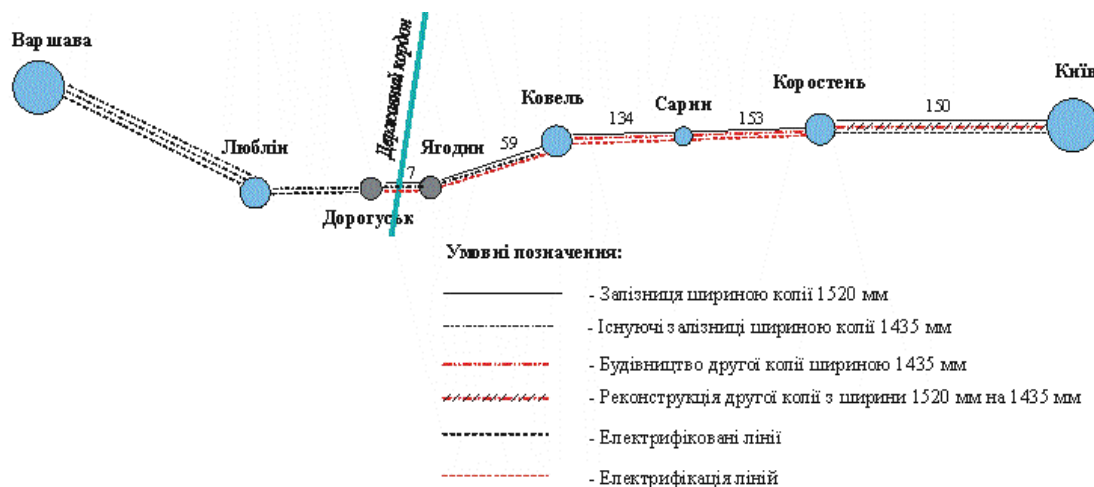 Варшава
Люблін
Дорогуськ
Державний кордон
7
Ягодин
59
Ковель
134
Сарни
153
Коростень
150
Київ
Умовні позначення:
- Залізниця шириною колії 1520 мм
- Існуючі залізниці шириною колії 1435 мм
- Будівництво другої колії шириною 1435 мм
- Реконструкція другої колії з ширини 1520 мм на 1435 мм
- Електрифіковані лінії
- Електрифікація ліній